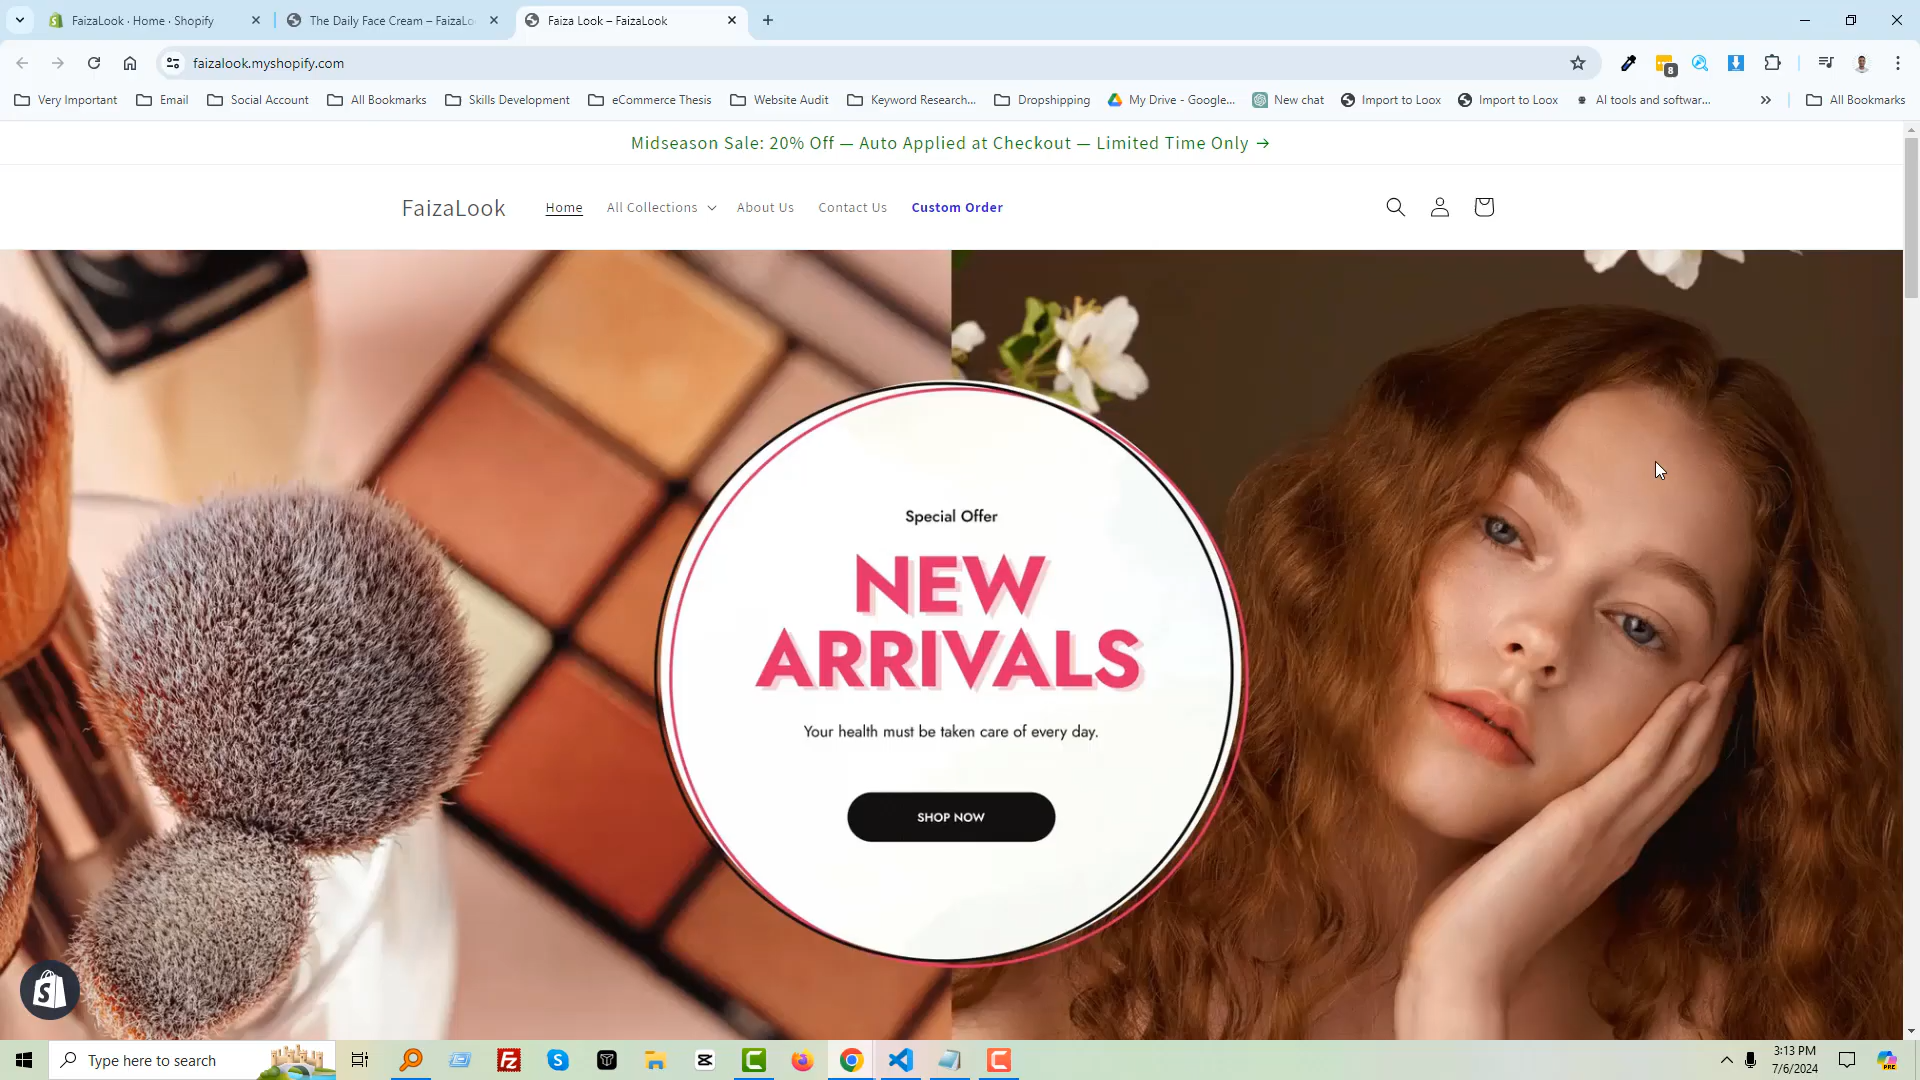 FaizaLook · Home · Shopify
The Daily Face Cream – FaizaLo
Faiza Look – FaizaLook
faizalook.myshopify.com
8
Very Important
Email
Social Account
All Bookmarks
Skills Development
eCommerce Thesis
Website Audit
Keyword Research...
Dropshipping
My Drive - Google...
New chat
Import to Loox
Import to Loox
AI tools and softwar...
All Bookmarks
Midseason Sale: 20% Off — Auto Applied at Checkout — Limited Time Only →
FaizaLook
Home
All Collections
About Us
Contact Us
Custom Order
Special Offer
NEW
ARRIVALS
Your health must be taken care of every day.
SHOP NOW
Type here to search
3:13 PM
7/6/2024